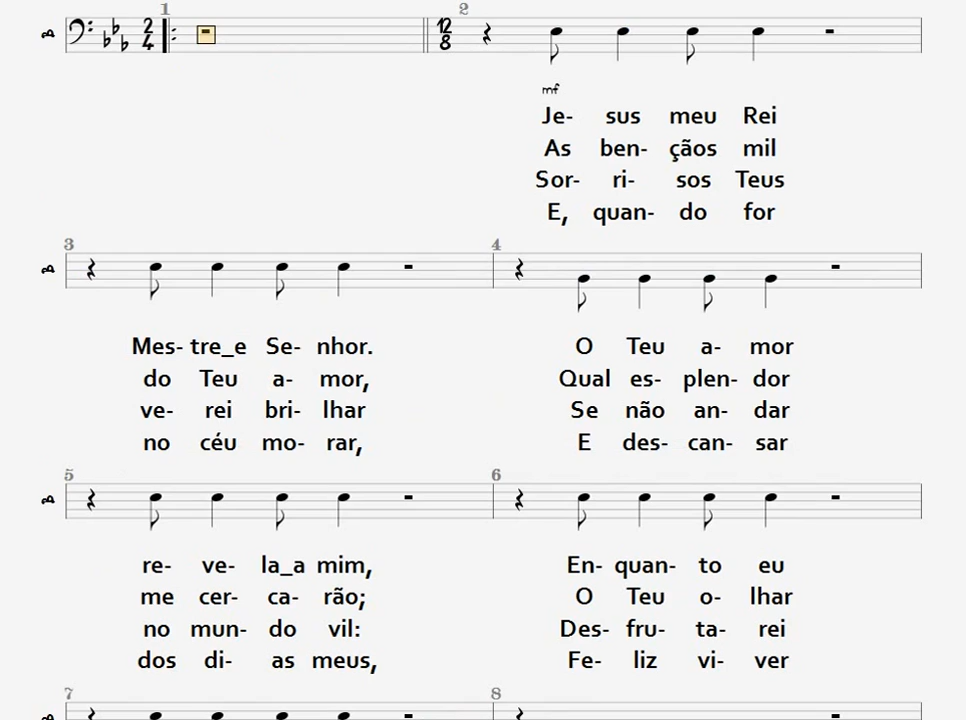 1 2
B 2 4 12 8
mf
Je- sus meu Rei
As ben- çãos mil
Sor- ri- sos Teus
E, quan- do for
3 4
B
Mes- tre_e Se- nhor. O Teu a- mor
do Teu a- mor, Qual es- plen- dor
ve- rei bri- lhar Se não an- dar
no céu mo- rar, E des- can- sar
5 6
B
re- ve- la_a mim, En- quan- to eu
me cer- ca- rão; O Teu o- lhar
no mun- do vil: Des- fru- ta- rei
dos di- as meus, Fe- liz vi- ver
7 8